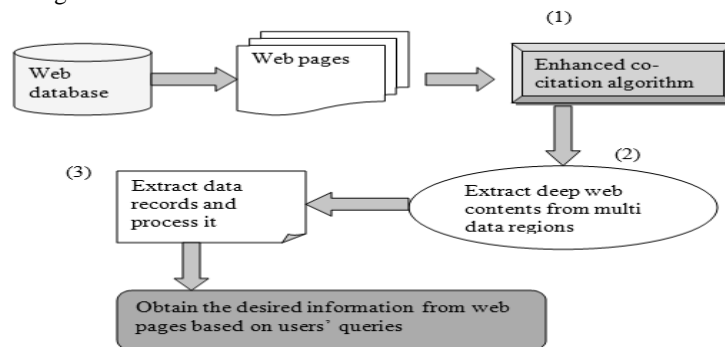 (1)
Web
database
Web pages
Enhanced co-
citation algorithm
(2)
Extract deep web
contents from multi
data regions
(3)
Extract data
records and
process it
Obtain the desired information from web
pages based on users’ queries